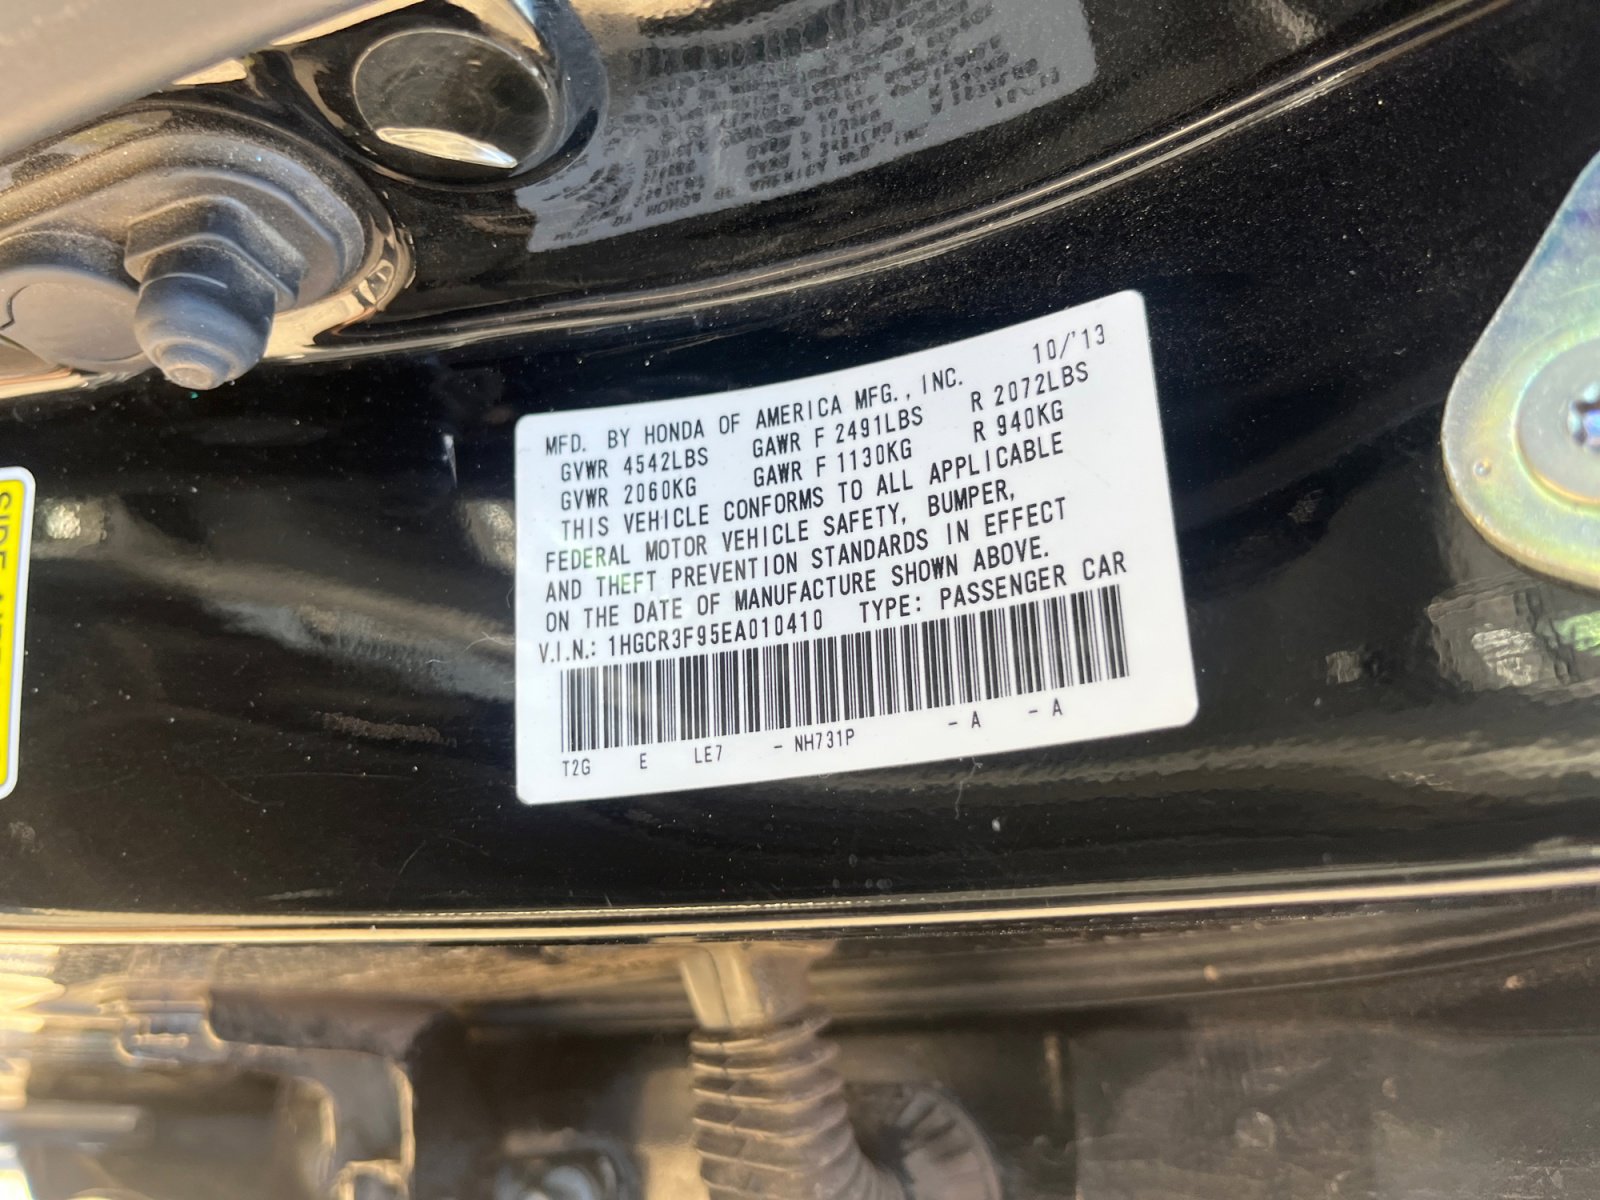 MFD. BY HONDA OF AMERICA MFG., INC. 10/'13
GVWR 4542LBS GAWR F 2491LBS R 2072LBS
GVWR 2060KG GAWR F 1130KG R 940KG
THIS VEHICLE CONFORMS TO ALL APPLICABLE
FEDERAL MOTOR VEHICLE SAFETY, BUMPER,
AND THEFT PREVENTION STANDARDS IN EFFECT
ON THE DATE OF MANUFACTURE SHOWN ABOVE.
V.I.N.: 1HGCR3F95EA010410 TYPE: PASSENGER CAR
T2G E LE7 - NH731P - A - A
SIDE